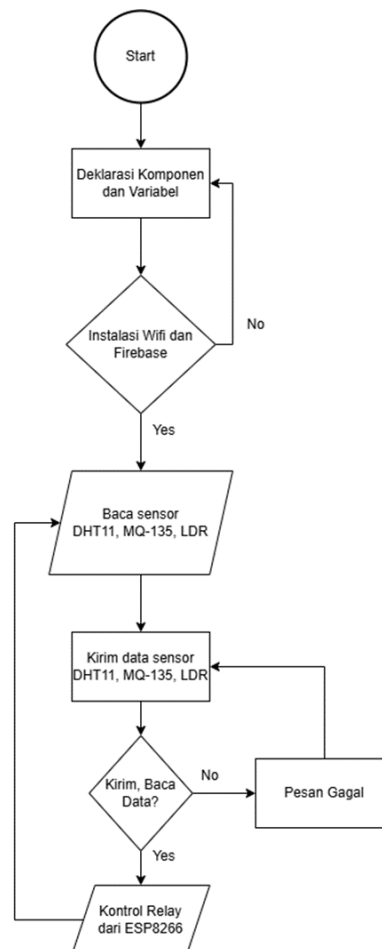 Start
Deklarasi Komponen
dan Variabel
Instalasi Wifi dan
Firebase
No
Yes
Baca sensor
DHT11, MQ-135, LDR
Kirim data sensor
DHT11, MQ-135, LDR
Kirim, Baca
Data?
No
Pesan Gagal
Yes
Kontrol Relay
dari ESP8266